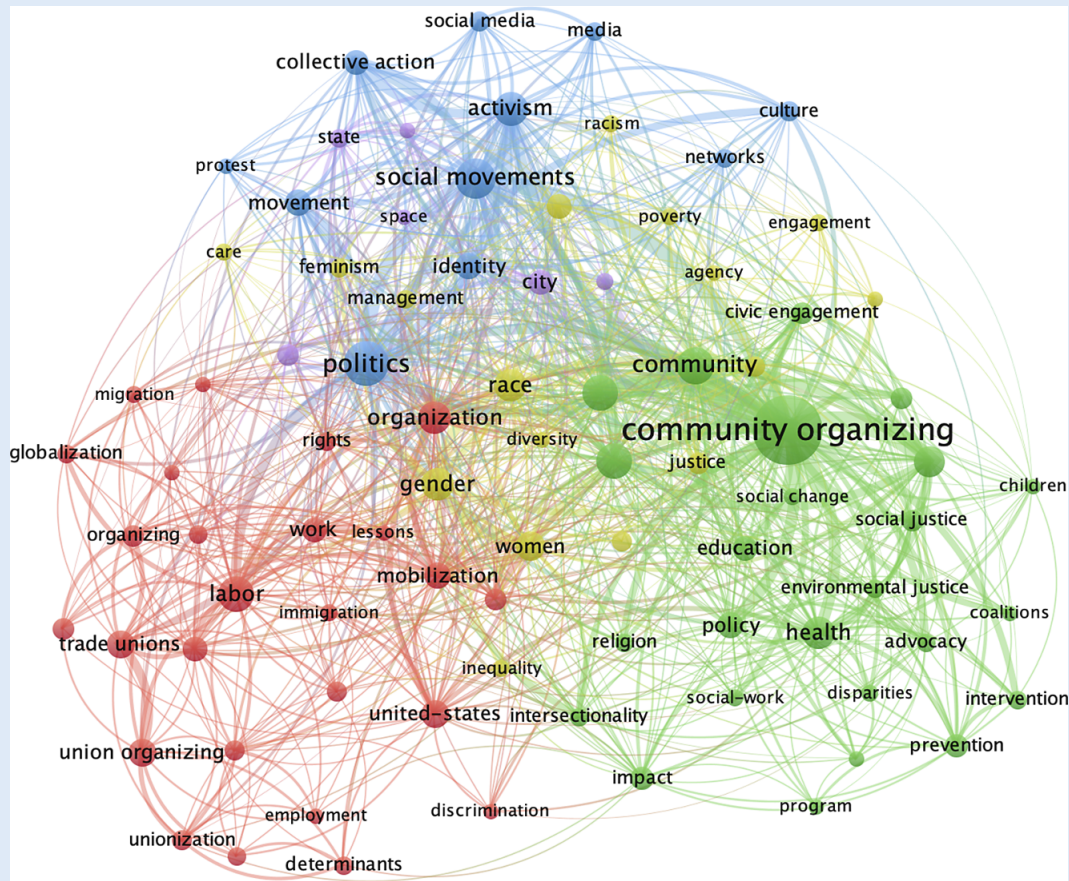 social media
media
collective action
activism
culture
racism
state
networks
protest
social movements
movement
space
poverty
engagement
care
feminism
identity
agency
city
management
civic engagement
politics
community
race
migration
organization
community organizing
rights
diversity
globalization
justice
gender
children
social change
social justice
organizing
work
lessons
women
education
mobilization
environmental justice
labor
immigration
coalitions
policy
health
trade unions
religion
advocacy
inequality
social-work
disparities
intervention
united-states
intersectionality
union organizing
prevention
impact
program
employment
discrimination
unionization
determinants